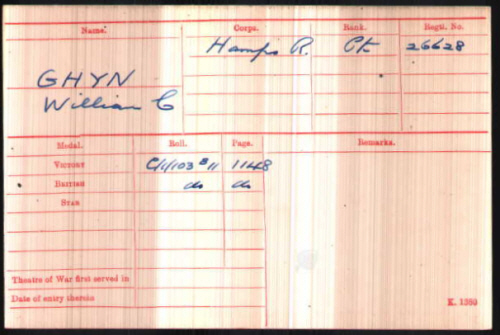 Name. Corps. Rank. Regtl. No.
Hamps R. Pte 26628
GHYN
William C
Medal. Roll. Page. Remarks.
Victory C/1/103 B11 1148
British do do
Star
Theatre of War first served in
Date of entry therein
K. 1380